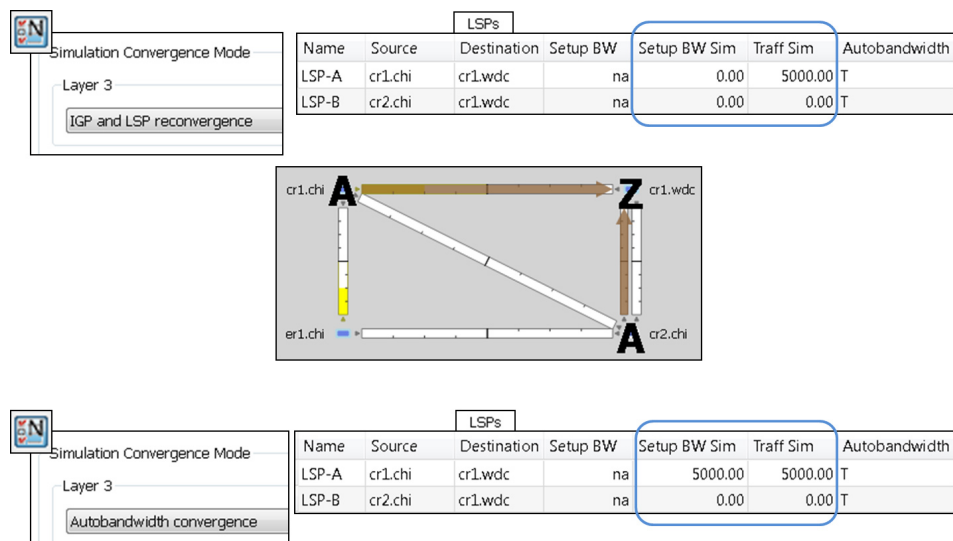 LSPs
N
Simulation Convergence Mode
Layer 3
IGP and LSP reconvergence
Name Source Destination Setup BW Setup BW Sim Traff Sim Autobandwidth
LSP-A cr1.chi cr1.wdc na 0.00 5000.00 T
LSP-B cr2.chi cr1.wdc na 0.00 0.00 T
cr1.chi A Z cr1.wdc
er1.chi A cr2.chi
LSPs
N
Simulation Convergence Mode
Layer 3
Autobandwidth convergence
Name Source Destination Setup BW Setup BW Sim Traff Sim Autobandwidth
LSP-A cr1.chi cr1.wdc na 5000.00 5000.00 T
LSP-B cr2.chi cr1.wdc na 0.00 0.00 T